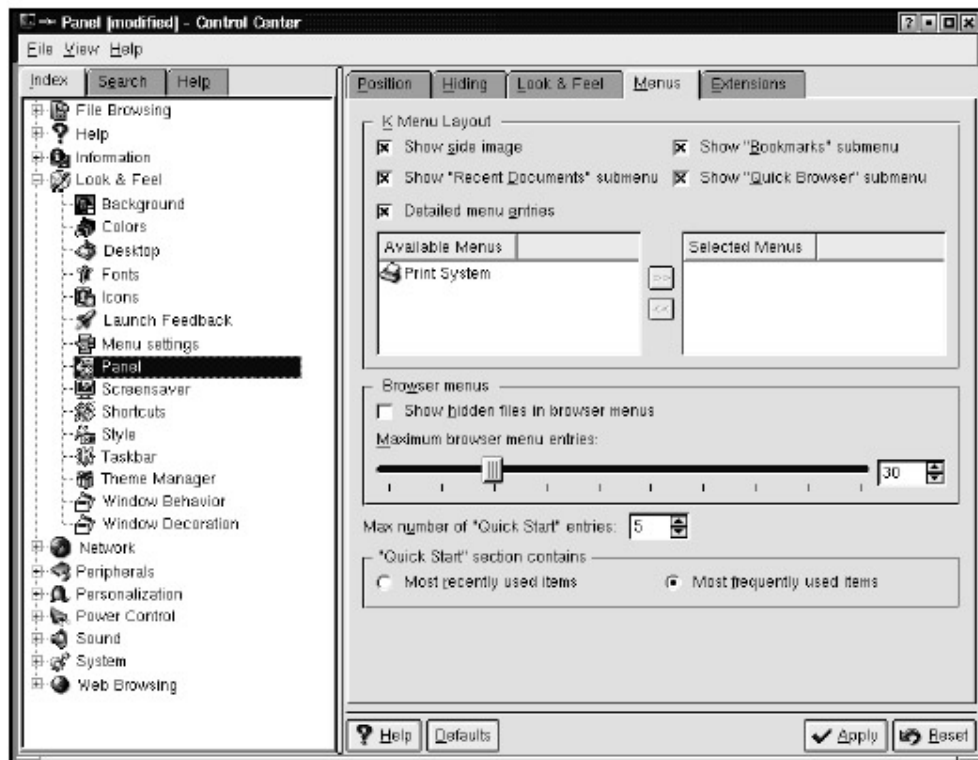 Panel [modified] - Control Center
File View Help
Index Search Help
File Browsing
Help
Information
Look & Feel
Background
Colors
Desktop
Fonts
Icons
Launch Feedback
Menu settings
Panel
Screensaver
Shortcuts
Style
Taskbar
Theme Manager
Window Behavior
Window Decoration
Network
Peripherals
Personalization
Power Control
Sound
System
Web Browsing
Position Hiding Look & Feel Menus Extensions
K Menu Layout
Show side image Show "Bookmarks" submenu
Show "Recent Documents" submenu Show "Quick Browser" submenu
Detailed menu entries
Available Menus Selected Menus
Print System
>>
<<
Browser menus
Show hidden files in browser menus
Maximum browser menu entries:
30
Max number of "Quick Start" entries: 5
"Quick Start" section contains
Most recently used items Most frequently used items
? Help Defaults Apply Reset